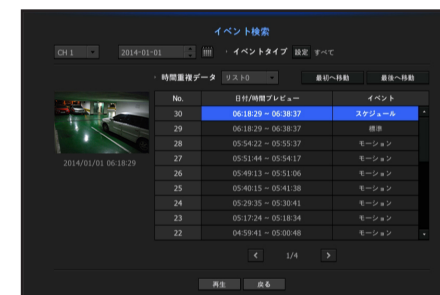 イベント検索
CH 1 2014-01-01 イベントタイプ 設定 すべて
時間重複データ リスト0 最初へ移動 最後へ移動
No. 日付/時間プレビュー イベント
30 06:18:29 ~ 06:38:37 スケジュール
29 06:18:29 ~ 06:38:37 標準
28 05:54:22 ~ 05:55:37 モーション
27 05:51:44 ~ 05:54:17 モーション
26 05:49:13 ~ 05:51:06 モーション
25 05:40:15 ~ 05:41:38 モーション
24 05:29:35 ~ 05:30:41 モーション
23 05:17:24 ~ 05:18:34 モーション
22 04:59:41 ~ 05:00:48 モーション
2014/01/01 06:18:29
< 1/4 >
再生 戻る